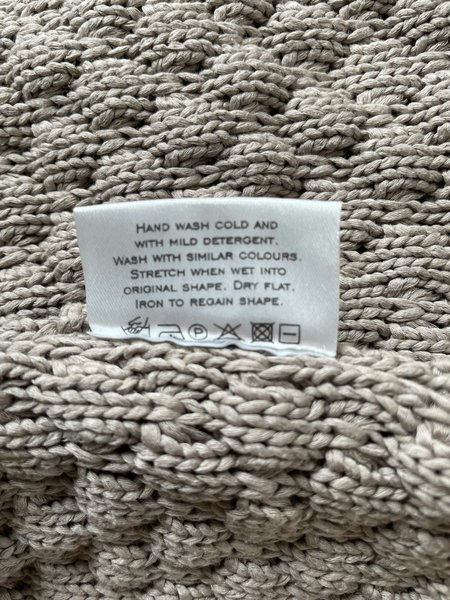 HAND WASH COLD AND
WITH MILD DETERGENT.
WASH WITH SIMILAR COLOURS.
STRETCH WHEN WET INTO
ORIGINAL SHAPE. DRY FLAT.
IRON TO REGAIN SHAPE.